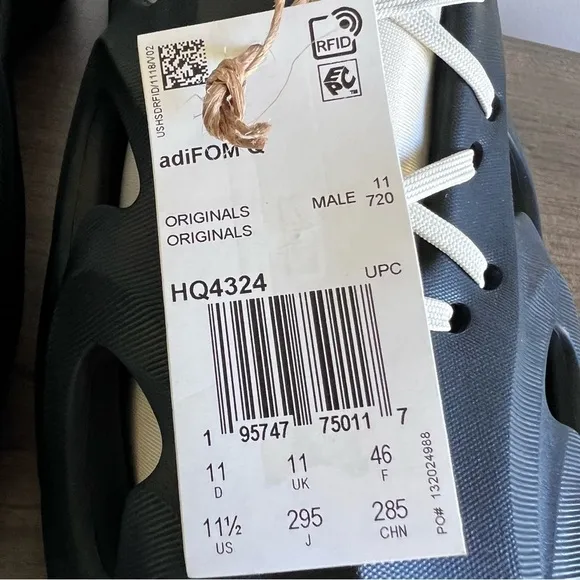 USHSDRFID/1118/V02
RFID
EPC™
adiFOM Q
ORIGINALS MALE 11
ORIGINALS 720
HQ4324 UPC
1 95747 75011 7
11 11 46
D UK F
11½ 295 285
US J CHN
PO# 132024988